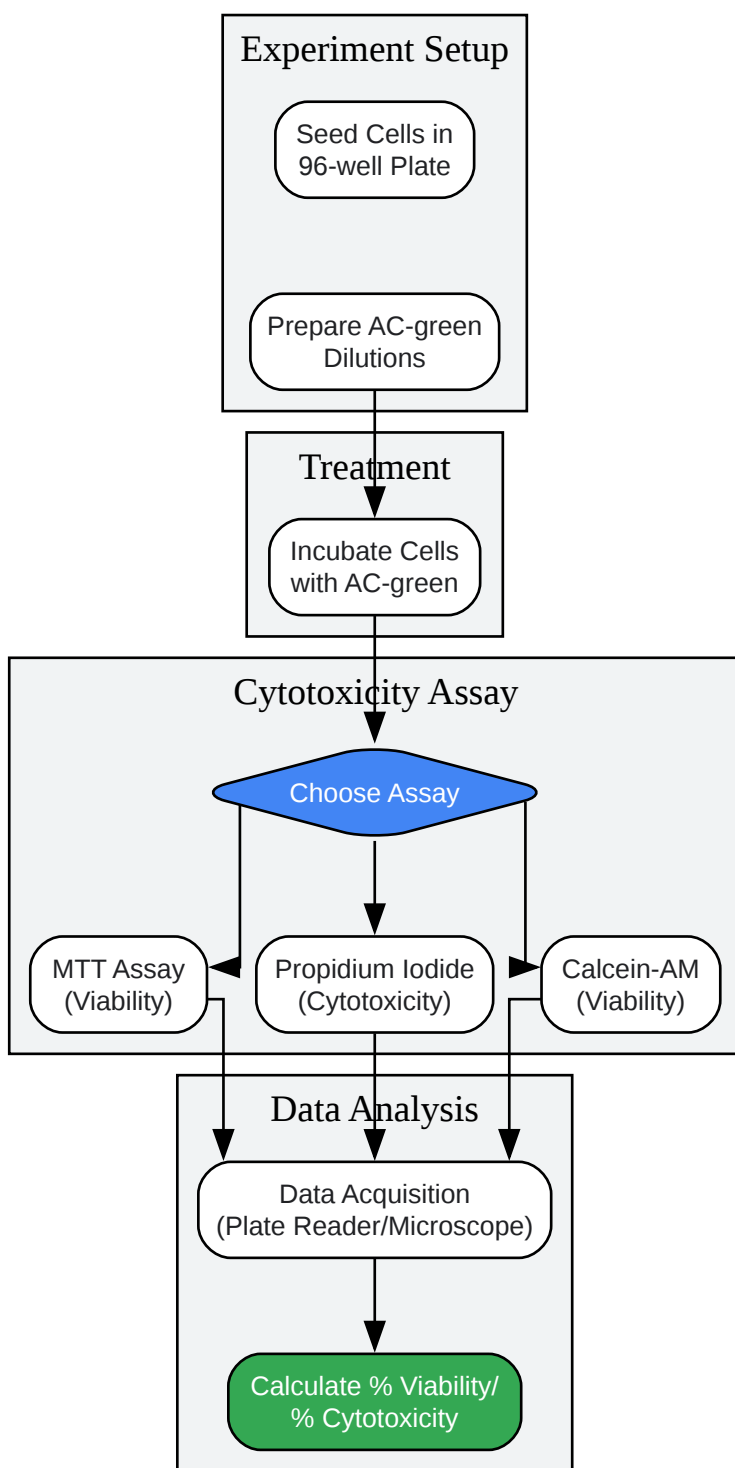 Experiment Setup
Seed Cells in
96-well Plate
Prepare AC-green
Dilutions
Treatment
Incubate Cells
with AC-green
Cytotoxicity Assay
Choose Assay
MTT Assay
(Viability)
Propidium Iodide
(Cytotoxicity)
Calcein-AM
(Viability)
Data Analysis
Data Acquisition
(Plate Reader/Microscope)
Calculate % Viability/
% Cytotoxicity